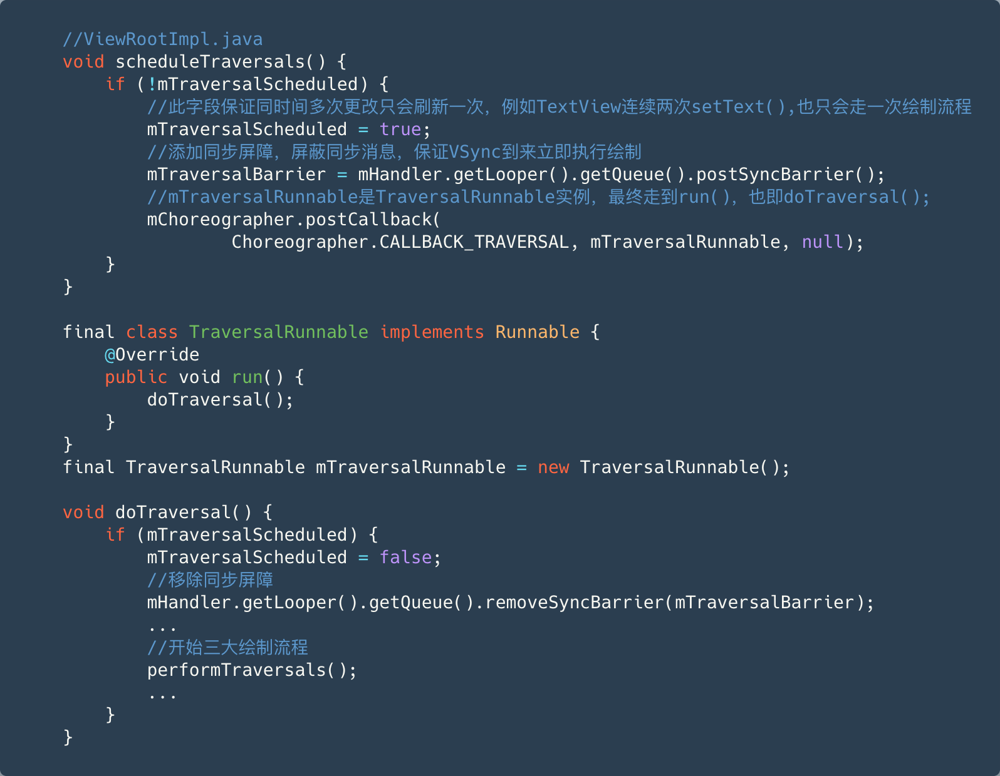 //ViewRootImpl.java
void scheduleTraversals() {
    if (!mTraversalScheduled) {
        //此字段保证同时间多次更改只会刷新一次，例如TextView连续两次setText(),也只会走一次绘制流程
        mTraversalScheduled = true;
        //添加同步屏障，屏蔽同步消息，保证VSync到来立即执行绘制
        mTraversalBarrier = mHandler.getLooper().getQueue().postSyncBarrier();
        //mTraversalRunnable是TraversalRunnable实例，最终走到run()，也即doTraversal();
        mChoreographer.postCallback(
                Choreographer.CALLBACK_TRAVERSAL, mTraversalRunnable, null);
    }
}

final class TraversalRunnable implements Runnable {
    @Override
    public void run() {
        doTraversal();
    }
}
final TraversalRunnable mTraversalRunnable = new TraversalRunnable();

void doTraversal() {
    if (mTraversalScheduled) {
        mTraversalScheduled = false;
        //移除同步屏障
        mHandler.getLooper().getQueue().removeSyncBarrier(mTraversalBarrier);
        ...
        //开始三大绘制流程
        performTraversals();
        ...
    }
}